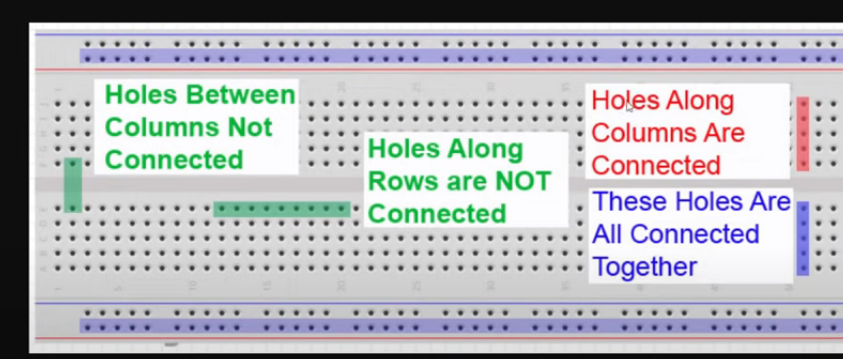 Holes Between
Columns Not
Connected
Holes Along
Rows are NOT
Connected
Holes Along
Columns Are
Connected
These Holes Are
All Connected
Together